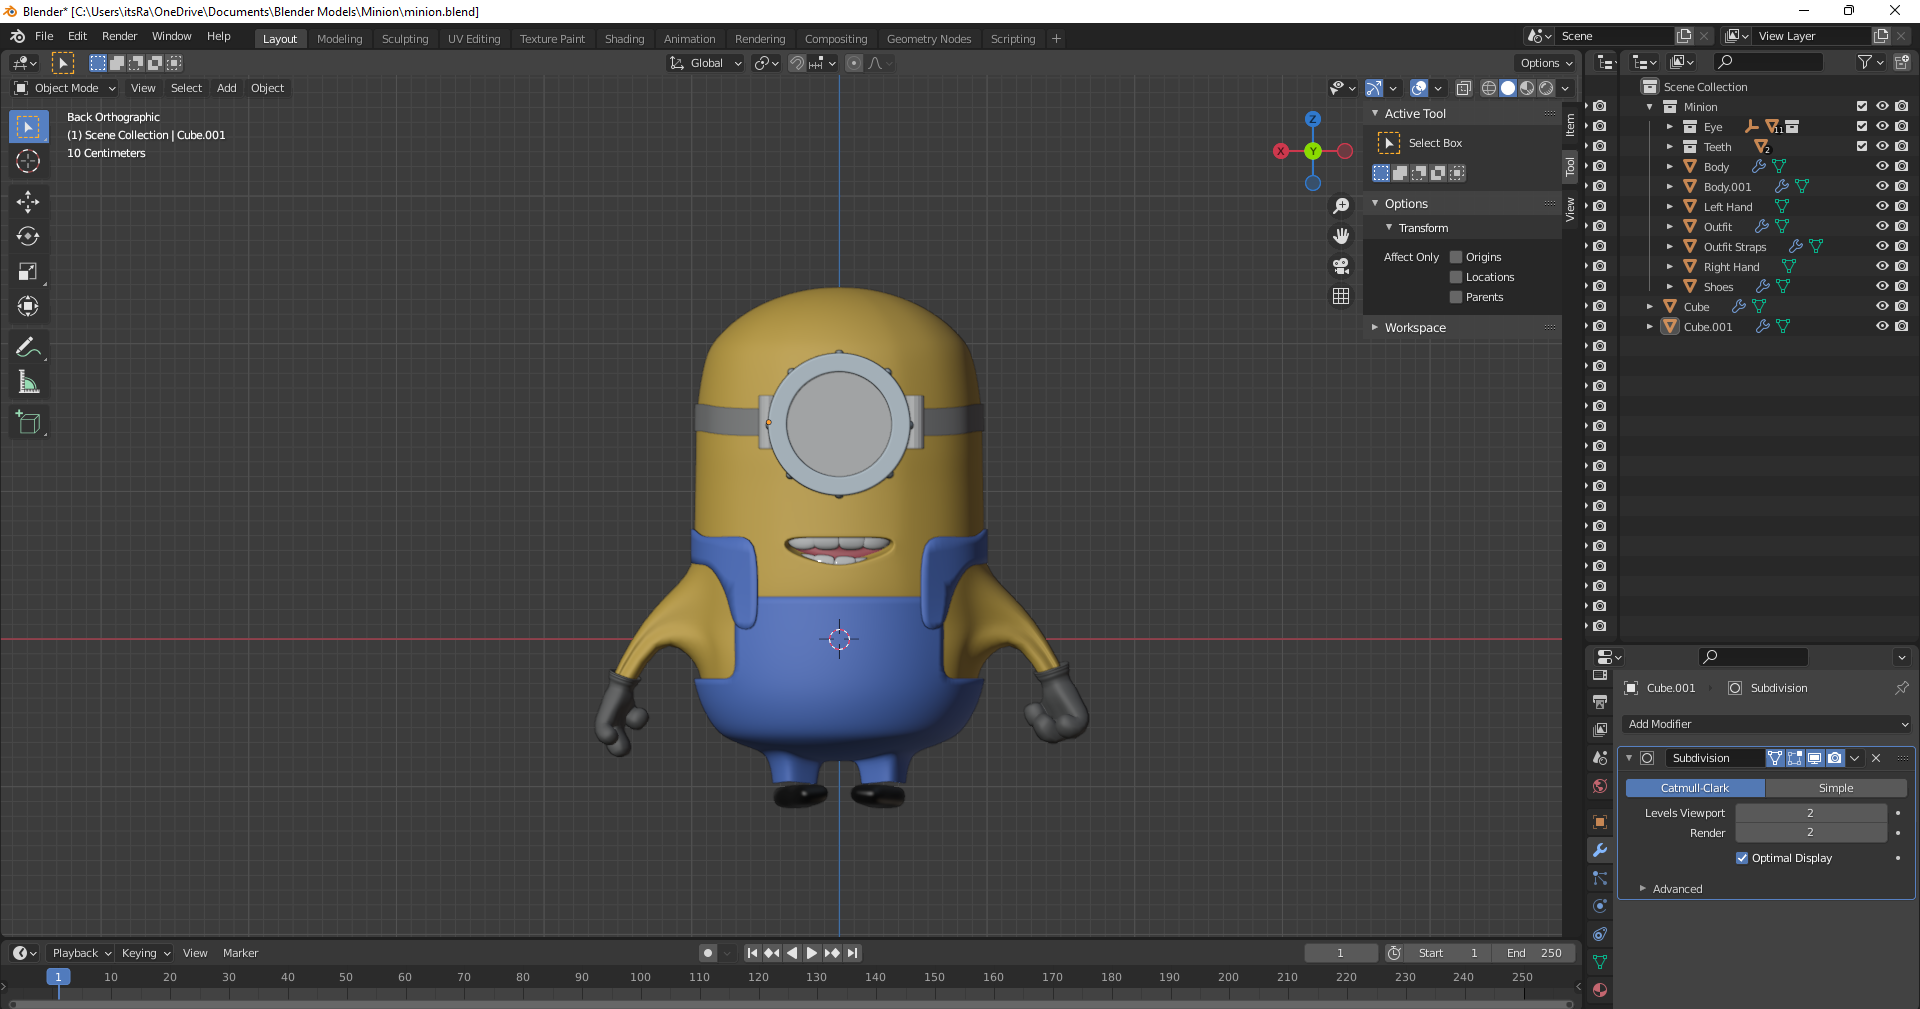 Blender* [C:\Users\itsRa\OneDrive\Documents\Blender Models\Minion\minion.blend]
File Edit Render Window Help Layout Modeling Sculpting UV Editing Texture Paint Shading Animation Rendering Compositing Geometry Nodes Scripting + Scene View Layer
Global Options
Object Mode View Select Add Object
Back Orthographic
(1) Scene Collection | Cube.001
10 Centimeters
Z
X
Y
Active Tool
Select Box
Options
Transform
Affect Only Origins
Locations
Parents
Workspace
Item
Tool
View
Scene Collection
Minion
Eye 11
Teeth 2
Body
Body.001
Left Hand
Outfit
Outfit Straps
Right Hand
Shoes
Cube
Cube.001
Cube.001 Subdivision
Add Modifier
Subdivision
Catmull-Clark Simple
Levels Viewport 2
Render 2
Optimal Display
Advanced
Playback Keying View Marker 1 Start 1 End 250
1 10 20 30 40 50 60 70 80 90 100 110 120 130 140 150 160 170 180 190 200 210 220 230 240 250